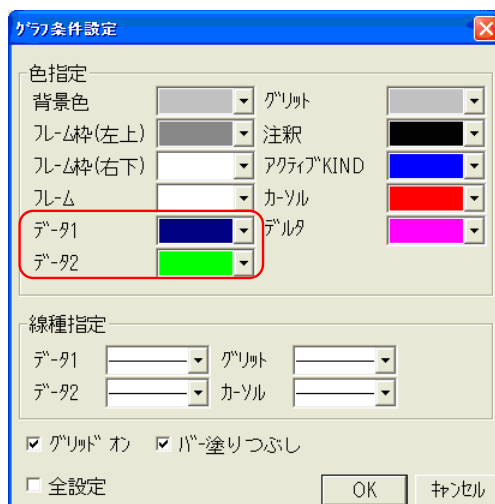 ｸﾞﾗﾌ条件設定
色指定
背景色 ｸﾞﾘｯﾄ
ﾌﾚｰﾑ枠(左上) 注釈
ﾌﾚｰﾑ枠(右下) ｱｸﾃｨﾌﾞKIND
ﾌﾚｰﾑ ｶｰｿﾙ
ﾃﾞｰﾀ1 ﾃﾞﾙﾀ
ﾃﾞｰﾀ2
線種指定
ﾃﾞｰﾀ1 ｸﾞﾘｯﾄ
ﾃﾞｰﾀ2 ｶｰｿﾙ
ｸﾞﾘｯﾄﾞ ｵﾝ ﾊﾞｰ塗りつぶし
全設定 OK ｷｬﾝｾﾙ